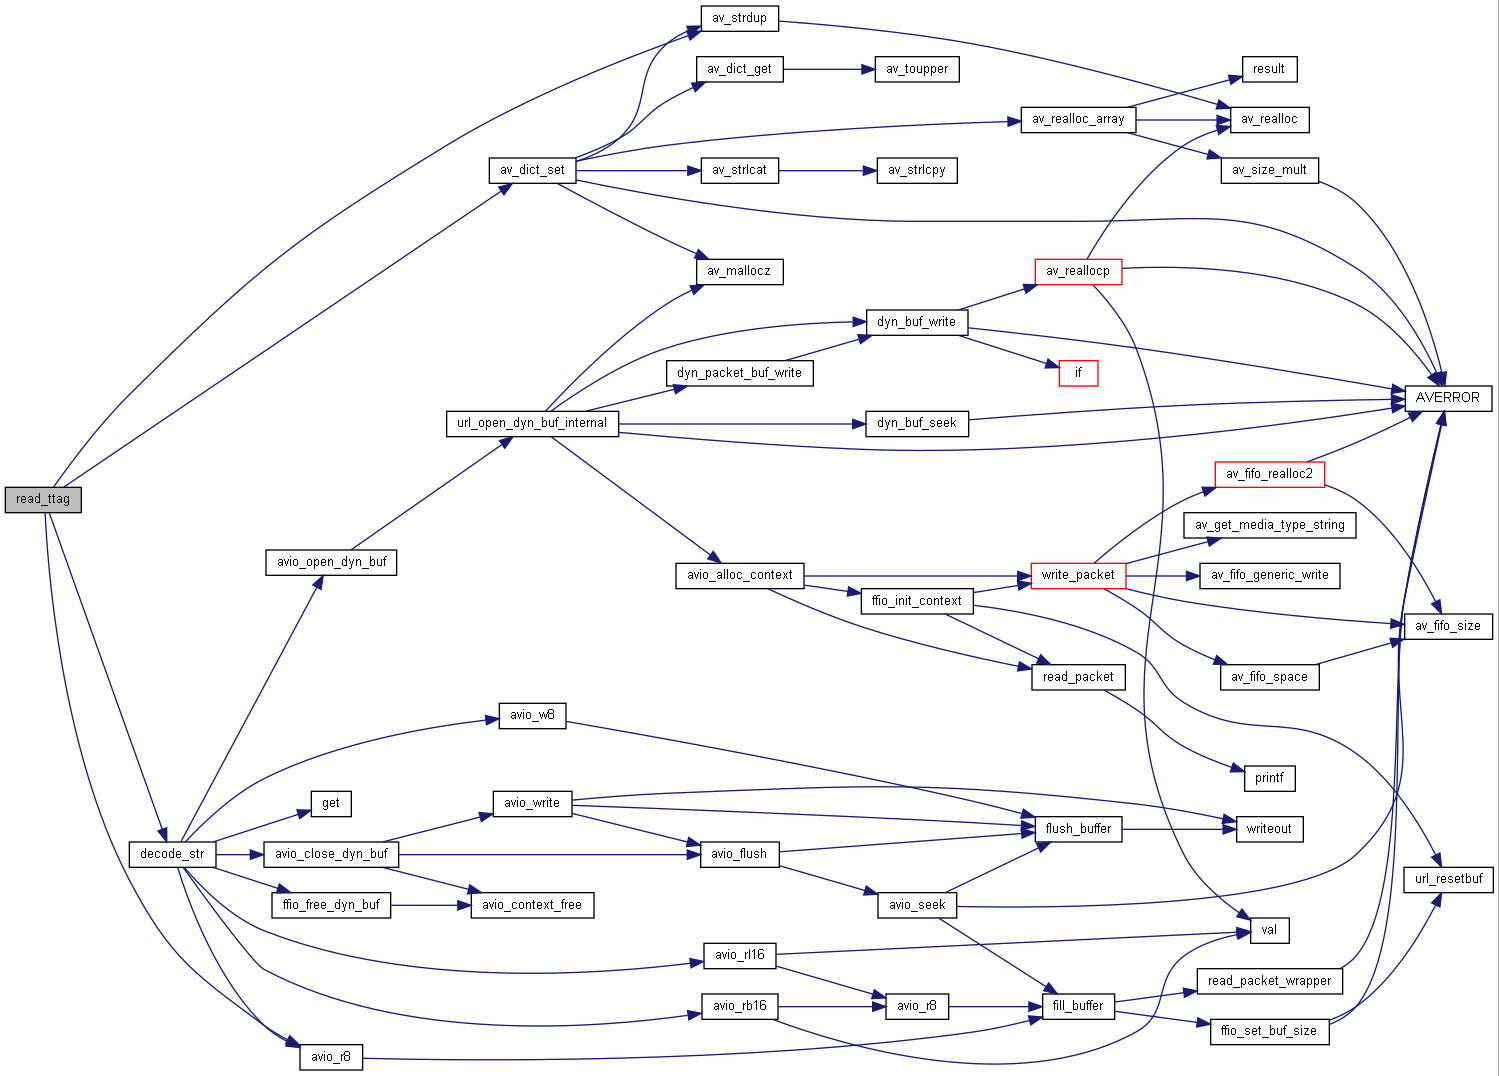 av_strdup
av_dict_get
av_toupper
result
av_realloc_array
av_realloc
av_dict_set
av_strlcat
av_strlcpy
av_size_mult
av_mallocz
av_reallocp
dyn_buf_write
dyn_packet_buf_write
if
AVERROR
url_open_dyn_buf_internal
dyn_buf_seek
av_fifo_realloc2
read_ttag
av_get_media_type_string
avio_open_dyn_buf
avio_alloc_context
write_packet
av_fifo_generic_write
ffio_init_context
av_fifo_size
read_packet
av_fifo_space
avio_w8
printf
get
avio_write
flush_buffer
writeout
decode_str
avio_close_dyn_buf
avio_flush
url_resetbuf
ffio_free_dyn_buf
avio_context_free
avio_seek
val
avio_rl16
read_packet_wrapper
avio_rb16
avio_r8
fill_buffer
ffio_set_buf_size
avio_r8